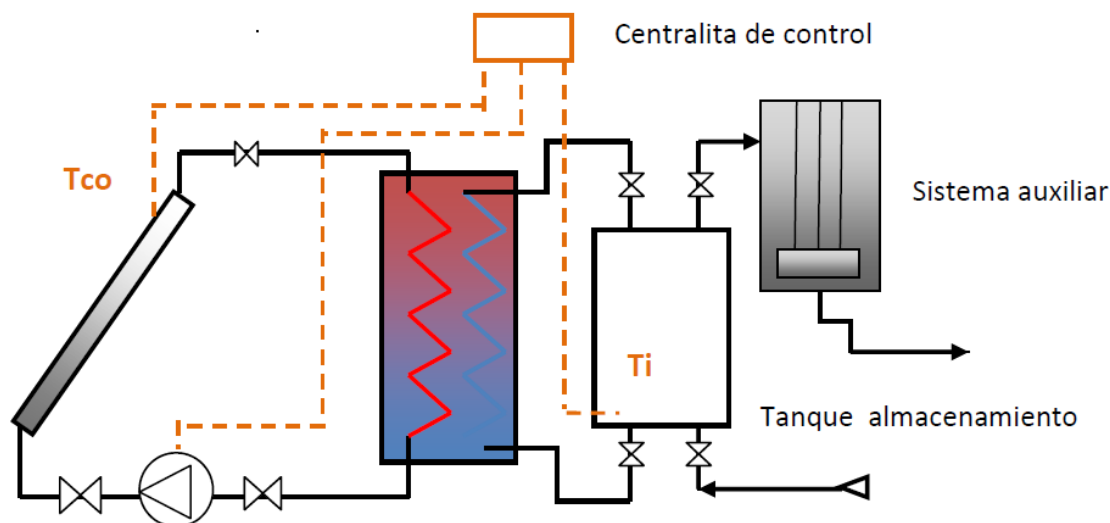 Centralita de control
Tco
Sistema auxiliar
Ti
Tanque almacenamiento